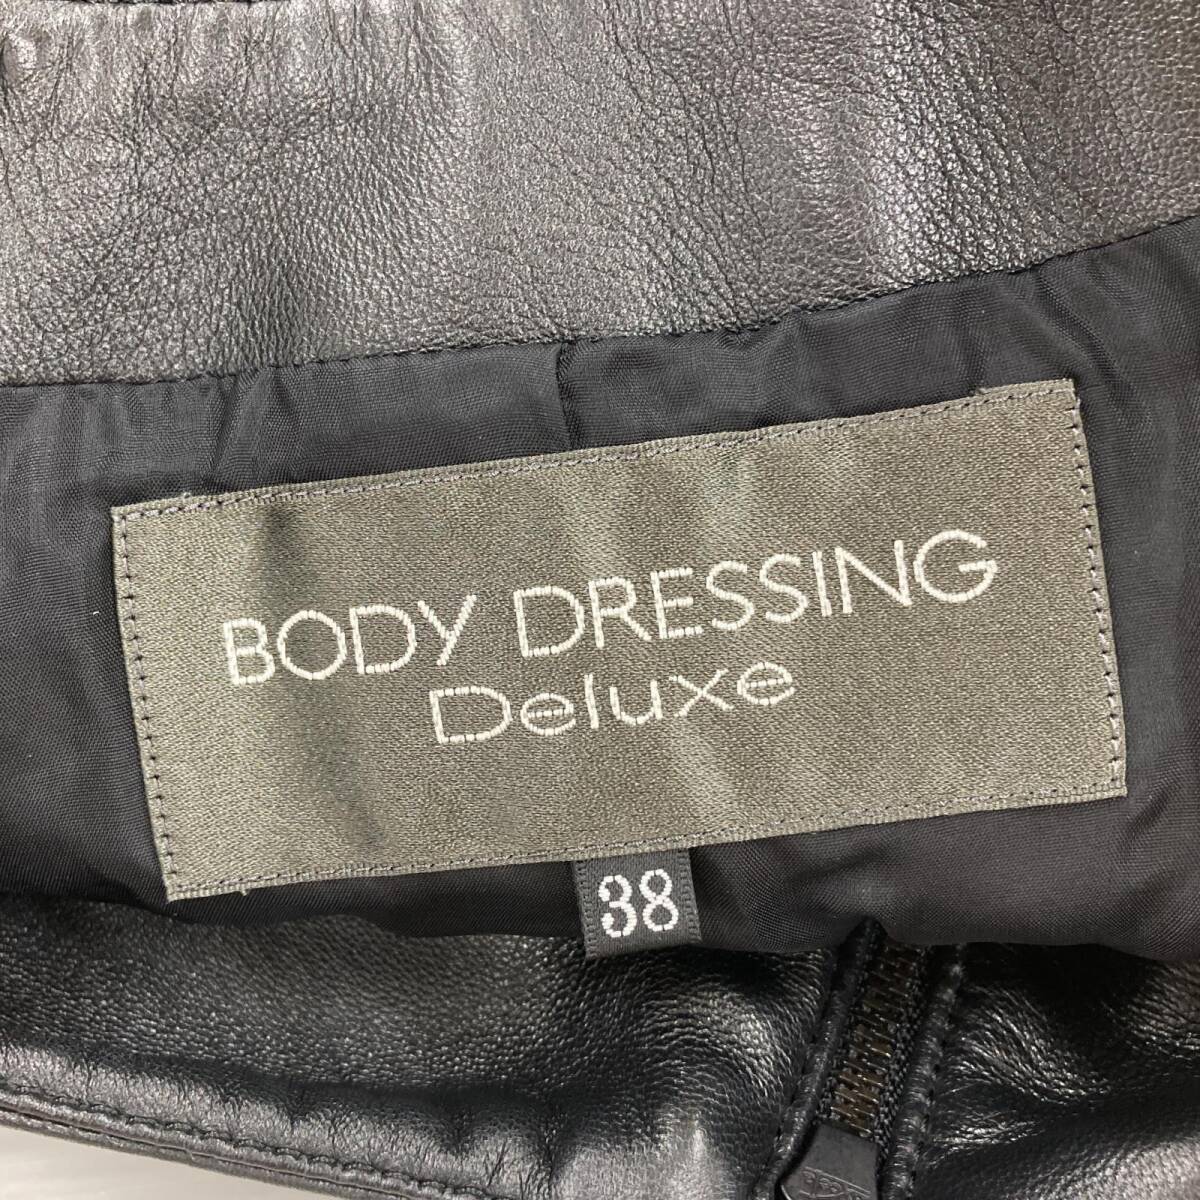 BODY DRESSING
Deluxe
38